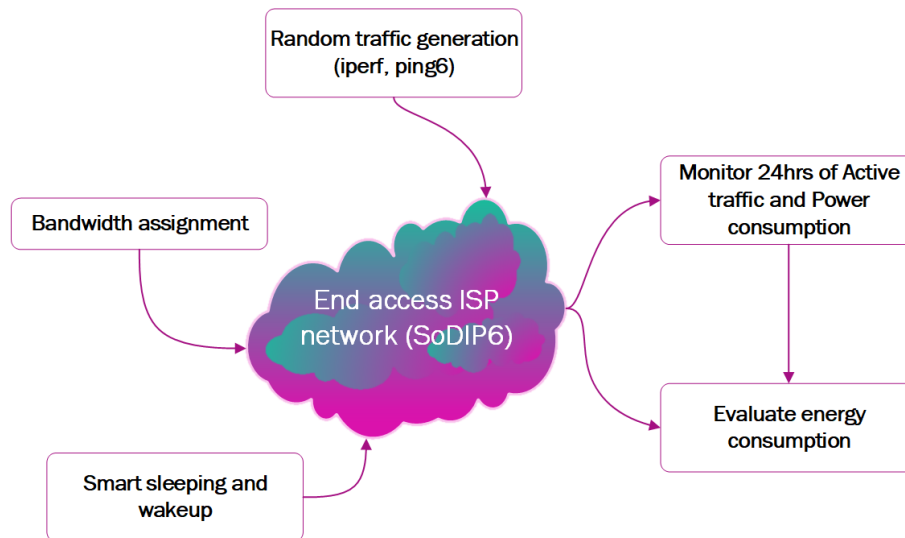 Random traffic generation
(iperf, ping6)
Monitor 24hrs of Active
traffic and Power
consumption
Bandwidth assignment
End access ISP
network (SoDIP6)
Evaluate energy
consumption
Smart sleeping and
wakeup